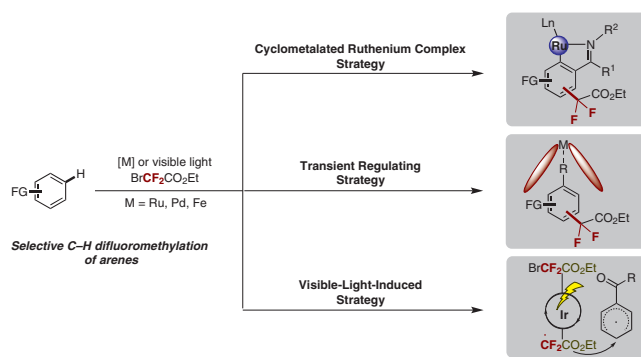 Cyclometalated Ruthenium Complex
Strategy
Ln
Ru
N
R²
R¹
FG
CO₂Et
F
F
FG
H
[M] or visible light
BrCF₂CO₂Et
M = Ru, Pd, Fe
Selective C–H difluoromethylation
of arenes
Transient Regulating
Strategy
M
R
FG
CO₂Et
F
F
Visible-Light-Induced
Strategy
BrCF₂CO₂Et
Ir
CF₂CO₂Et
O
R